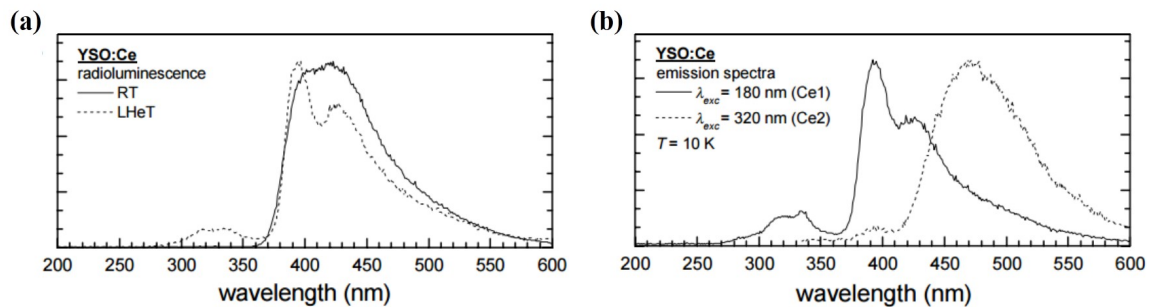 (a)
YSO:Ce
radioluminescence
RT
LHeT
200 250 300 350 400 450 500 550 600
wavelength (nm)
(b)
YSO:Ce
emission spectra
λexc = 180 nm (Ce1)
λexc = 320 nm (Ce2)
T = 10 K
200 250 300 350 400 450 500 550 600
wavelength (nm)